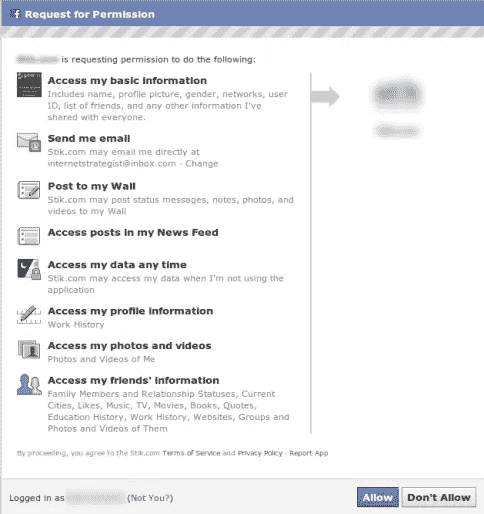 Request for Permission
is requesting permission to do the following:
Access my basic information
Includes name, profile picture, gender, networks, user
ID, list of friends, and any other information I've
shared with everyone.
Send me email
Stik.com may email me directly at
internetstrategist@inbox.com - Change
Post to my Wall
Stik.com may post status messages, notes, photos, and
videos to my Wall
Access posts in my News Feed
Access my data any time
Stik.com may access my data when I'm not using the
application
Access my profile information
Work History
Access my photos and videos
Photos and Videos of Me
Access my friends' information
Family Members and Relationship Statuses, Current
Cities, Likes, Music, TV, Movies, Books, Quotes,
Education History, Work History, Websites, Groups and
Photos and Videos of Them
By proceeding, you agree to the Stik.com Terms of Service and Privacy Policy · Report App
Logged in as (Not You?)
Allow
Don't Allow